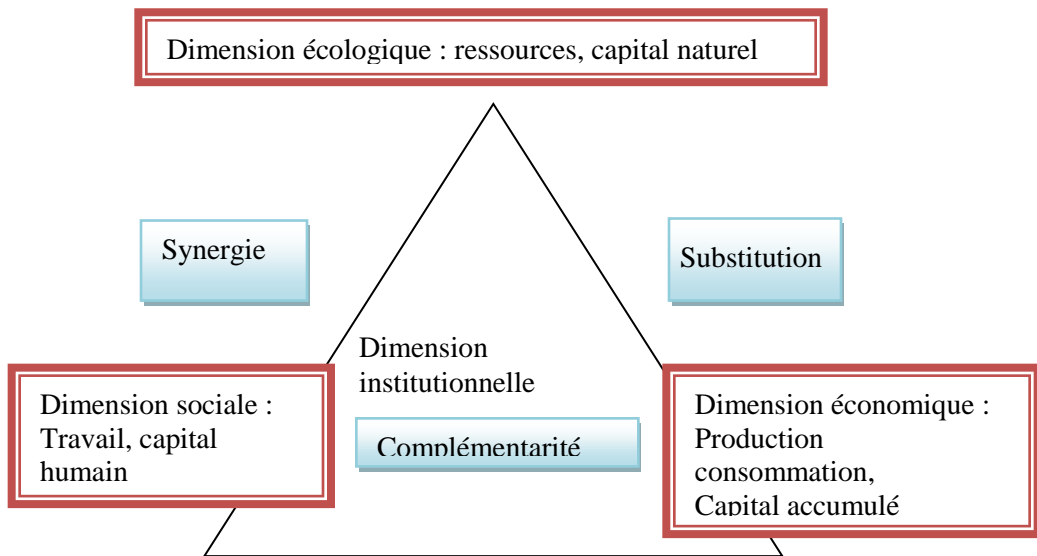 Dimension écologique : ressources, capital naturel
Synergie
Substitution
Dimension
institutionnelle
Dimension sociale :
Travail, capital
humain
Complémentarité
Dimension économique :
Production
consommation,
Capital accumulé